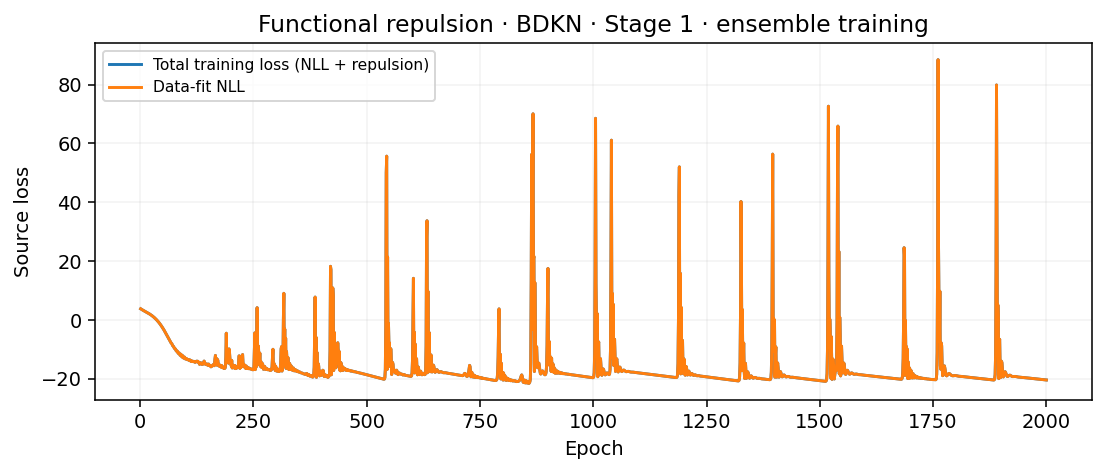 Functional repulsion · BDKN · Stage 1 · ensemble training
Total training loss (NLL + repulsion)
Data-fit NLL
Source loss
80
60
40
20
0
−20
0 250 500 750 1000 1250 1500 1750 2000
Epoch